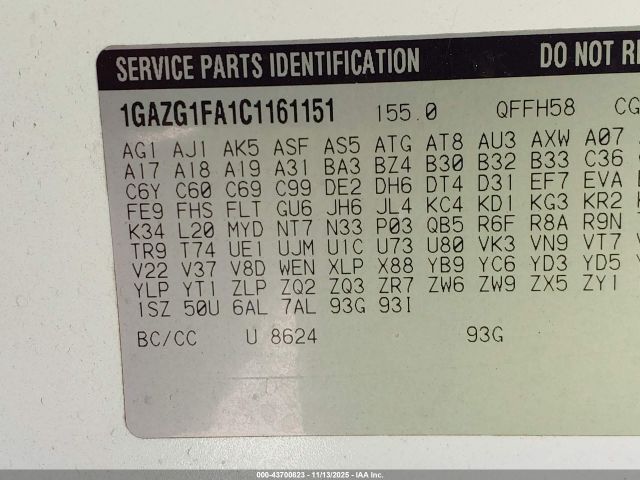 SERVICE PARTS IDENTIFICATION DO NOT RE
1GAZG1FA1C1161151 155.0 QFFH58 CG
AG1 AJ1 AK5 ASF AS5 ATG AT8 AU3 AXW A07
A17 A18 A19 A31 BA3 BZ4 B30 B32 B33 C36
C6Y C60 C69 C99 DE2 DH6 DT4 D31 EF7 EVA
FE9 FHS FLT GU6 JH6 JL4 KC4 KD1 KG3 KR2
K34 L20 MYD NT7 N33 P03 QB5 R6F R8A R9N
TR9 T74 UE1 UJM U1C U73 U80 VK3 VN9 VT7
V22 V37 V8D WEN XLP X88 YB9 YC6 YD3 YD5
YLP YT1 ZLP ZQ2 ZQ3 ZR7 ZW6 ZW9 ZX5 ZY1
1SZ 50U 6AL 7AL 93G 93I
BC/CC U 8624 93G
000-43700623 - 11/13/2025 - IAA, Inc.